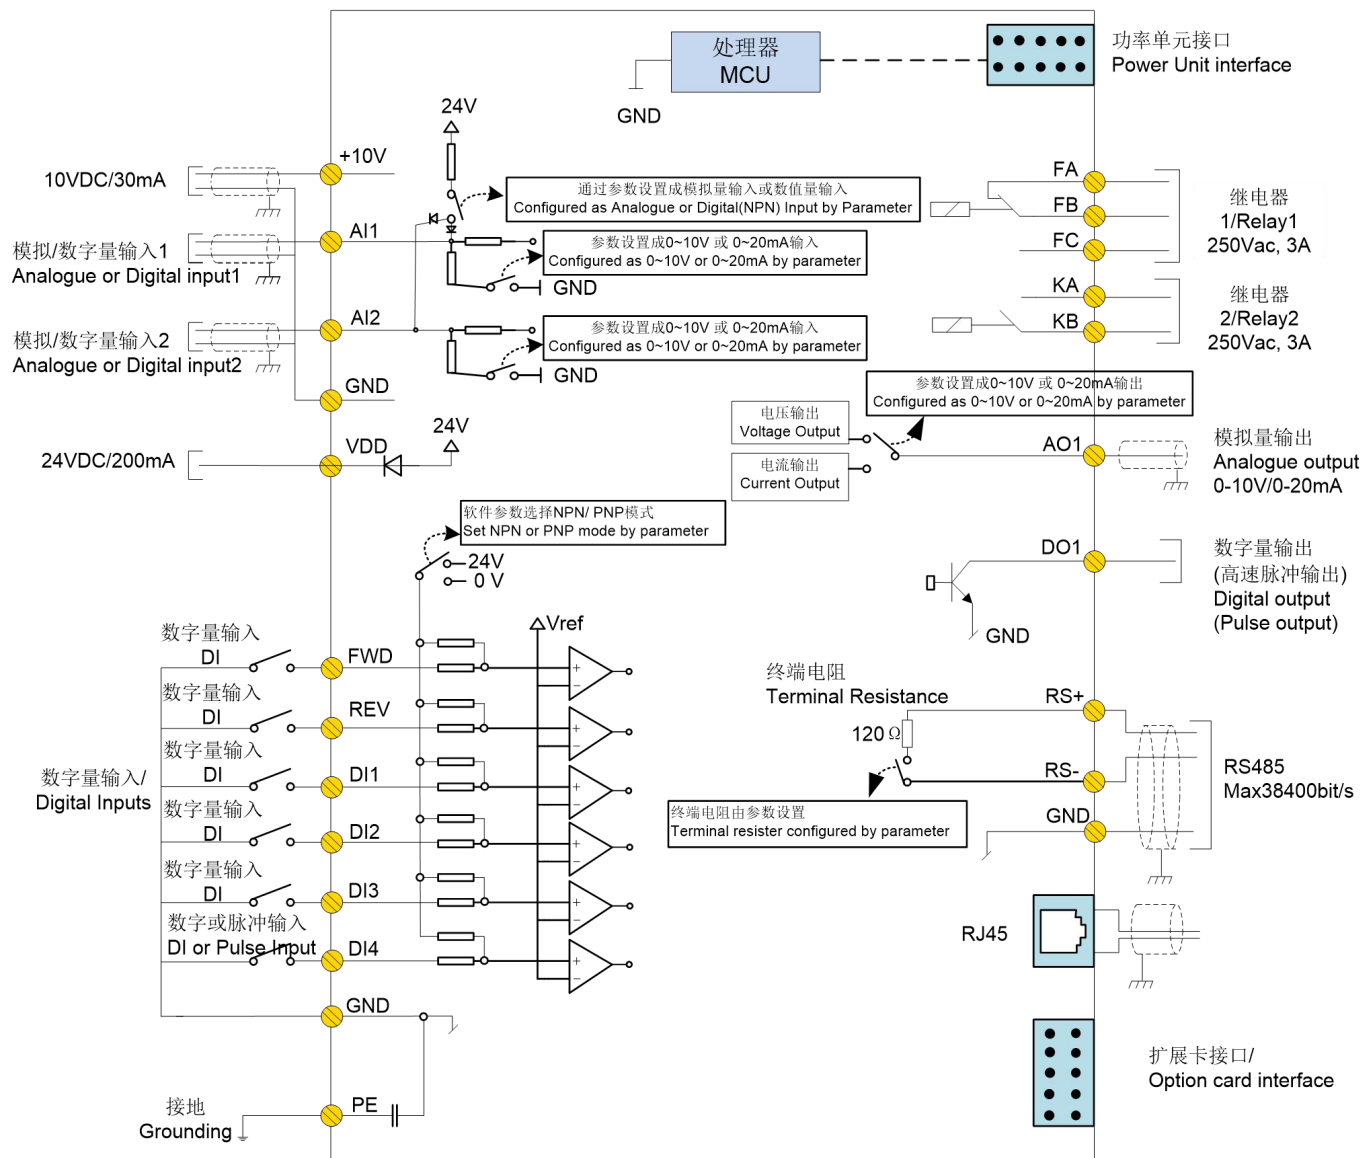 处理器
MCU
GND
功率单元接口
Power Unit interface
24V
10VDC/30mA
+10V
通过参数设置成模拟量输入或数值量输入
Configured as Analogue or Digital(NPN) Input by Parameter
模拟/数字量输入1
Analogue or Digital input1
AI1
参数设置成0~10V 或 0~20mA输入
Configured as 0~10V or 0~20mA by parameter
GND
模拟/数字量输入2
Analogue or Digital input2
AI2
参数设置成0~10V 或 0~20mA输入
Configured as 0~10V or 0~20mA by parameter
GND
GND
24VDC/200mA
VDD
24V
FA
FB
FC
继电器
1/Relay1
250Vac, 3A
KA
KB
继电器
2/Relay2
250Vac, 3A
参数设置成0~10V 或 0~20mA输出
Configured as 0~10V or 0~20mA by parameter
电压输出
Voltage Output
电流输出
Current Output
AO1
模拟量输出
Analogue output
0-10V/0-20mA
软件参数选择NPN/ PNP模式
Set NPN or PNP mode by parameter
24V
0 V
DO1
GND
数字量输出
(高速脉冲输出)
Digital output
(Pulse output)
Vref
数字量输入/
Digital Inputs
数字量输入
DI
FWD
+
−
数字量输入
DI
REV
+
−
数字量输入
DI
DI1
+
−
数字量输入
DI
DI2
+
−
数字量输入
DI
DI3
+
−
数字或脉冲输入
DI or Pulse Input
DI4
+
−
GND
接地
Grounding
PE
终端电阻
Terminal Resistance
120 Ω
RS+
RS-
GND
终端电阻由参数设置
Terminal resister configured by parameter
RS485
Max38400bit/s
RJ45
扩展卡接口/
Option card interface